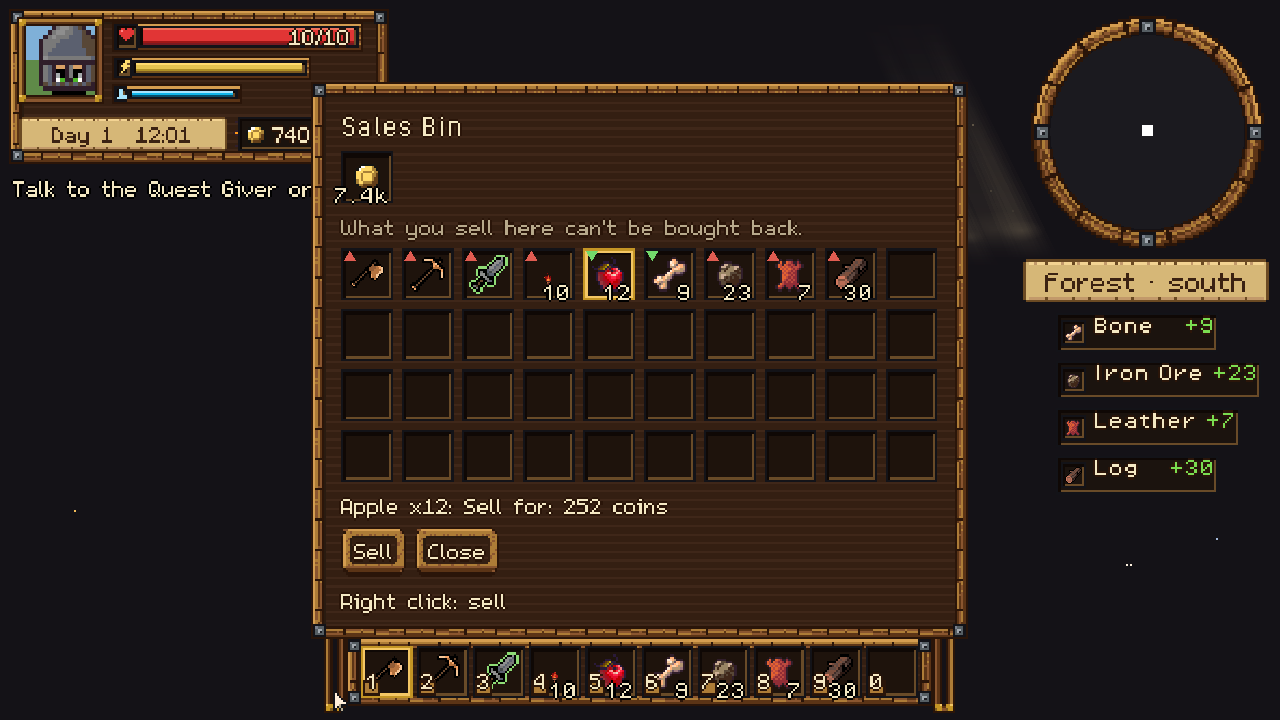 10/10
Day 1 12:01
740
Talk to the Quest Giver or
Sales Bin
7.4k
What you sell here can't be bought back.
10
12
9
23
7
30
Apple x12: Sell for: 252 coins
Sell
Close
Right click: sell
Forest · south
Bone +9
Iron Ore +23
Leather +7
Log +30
1
2
3
4 10
5 12
6 9
7 23
8 7
9 30
0